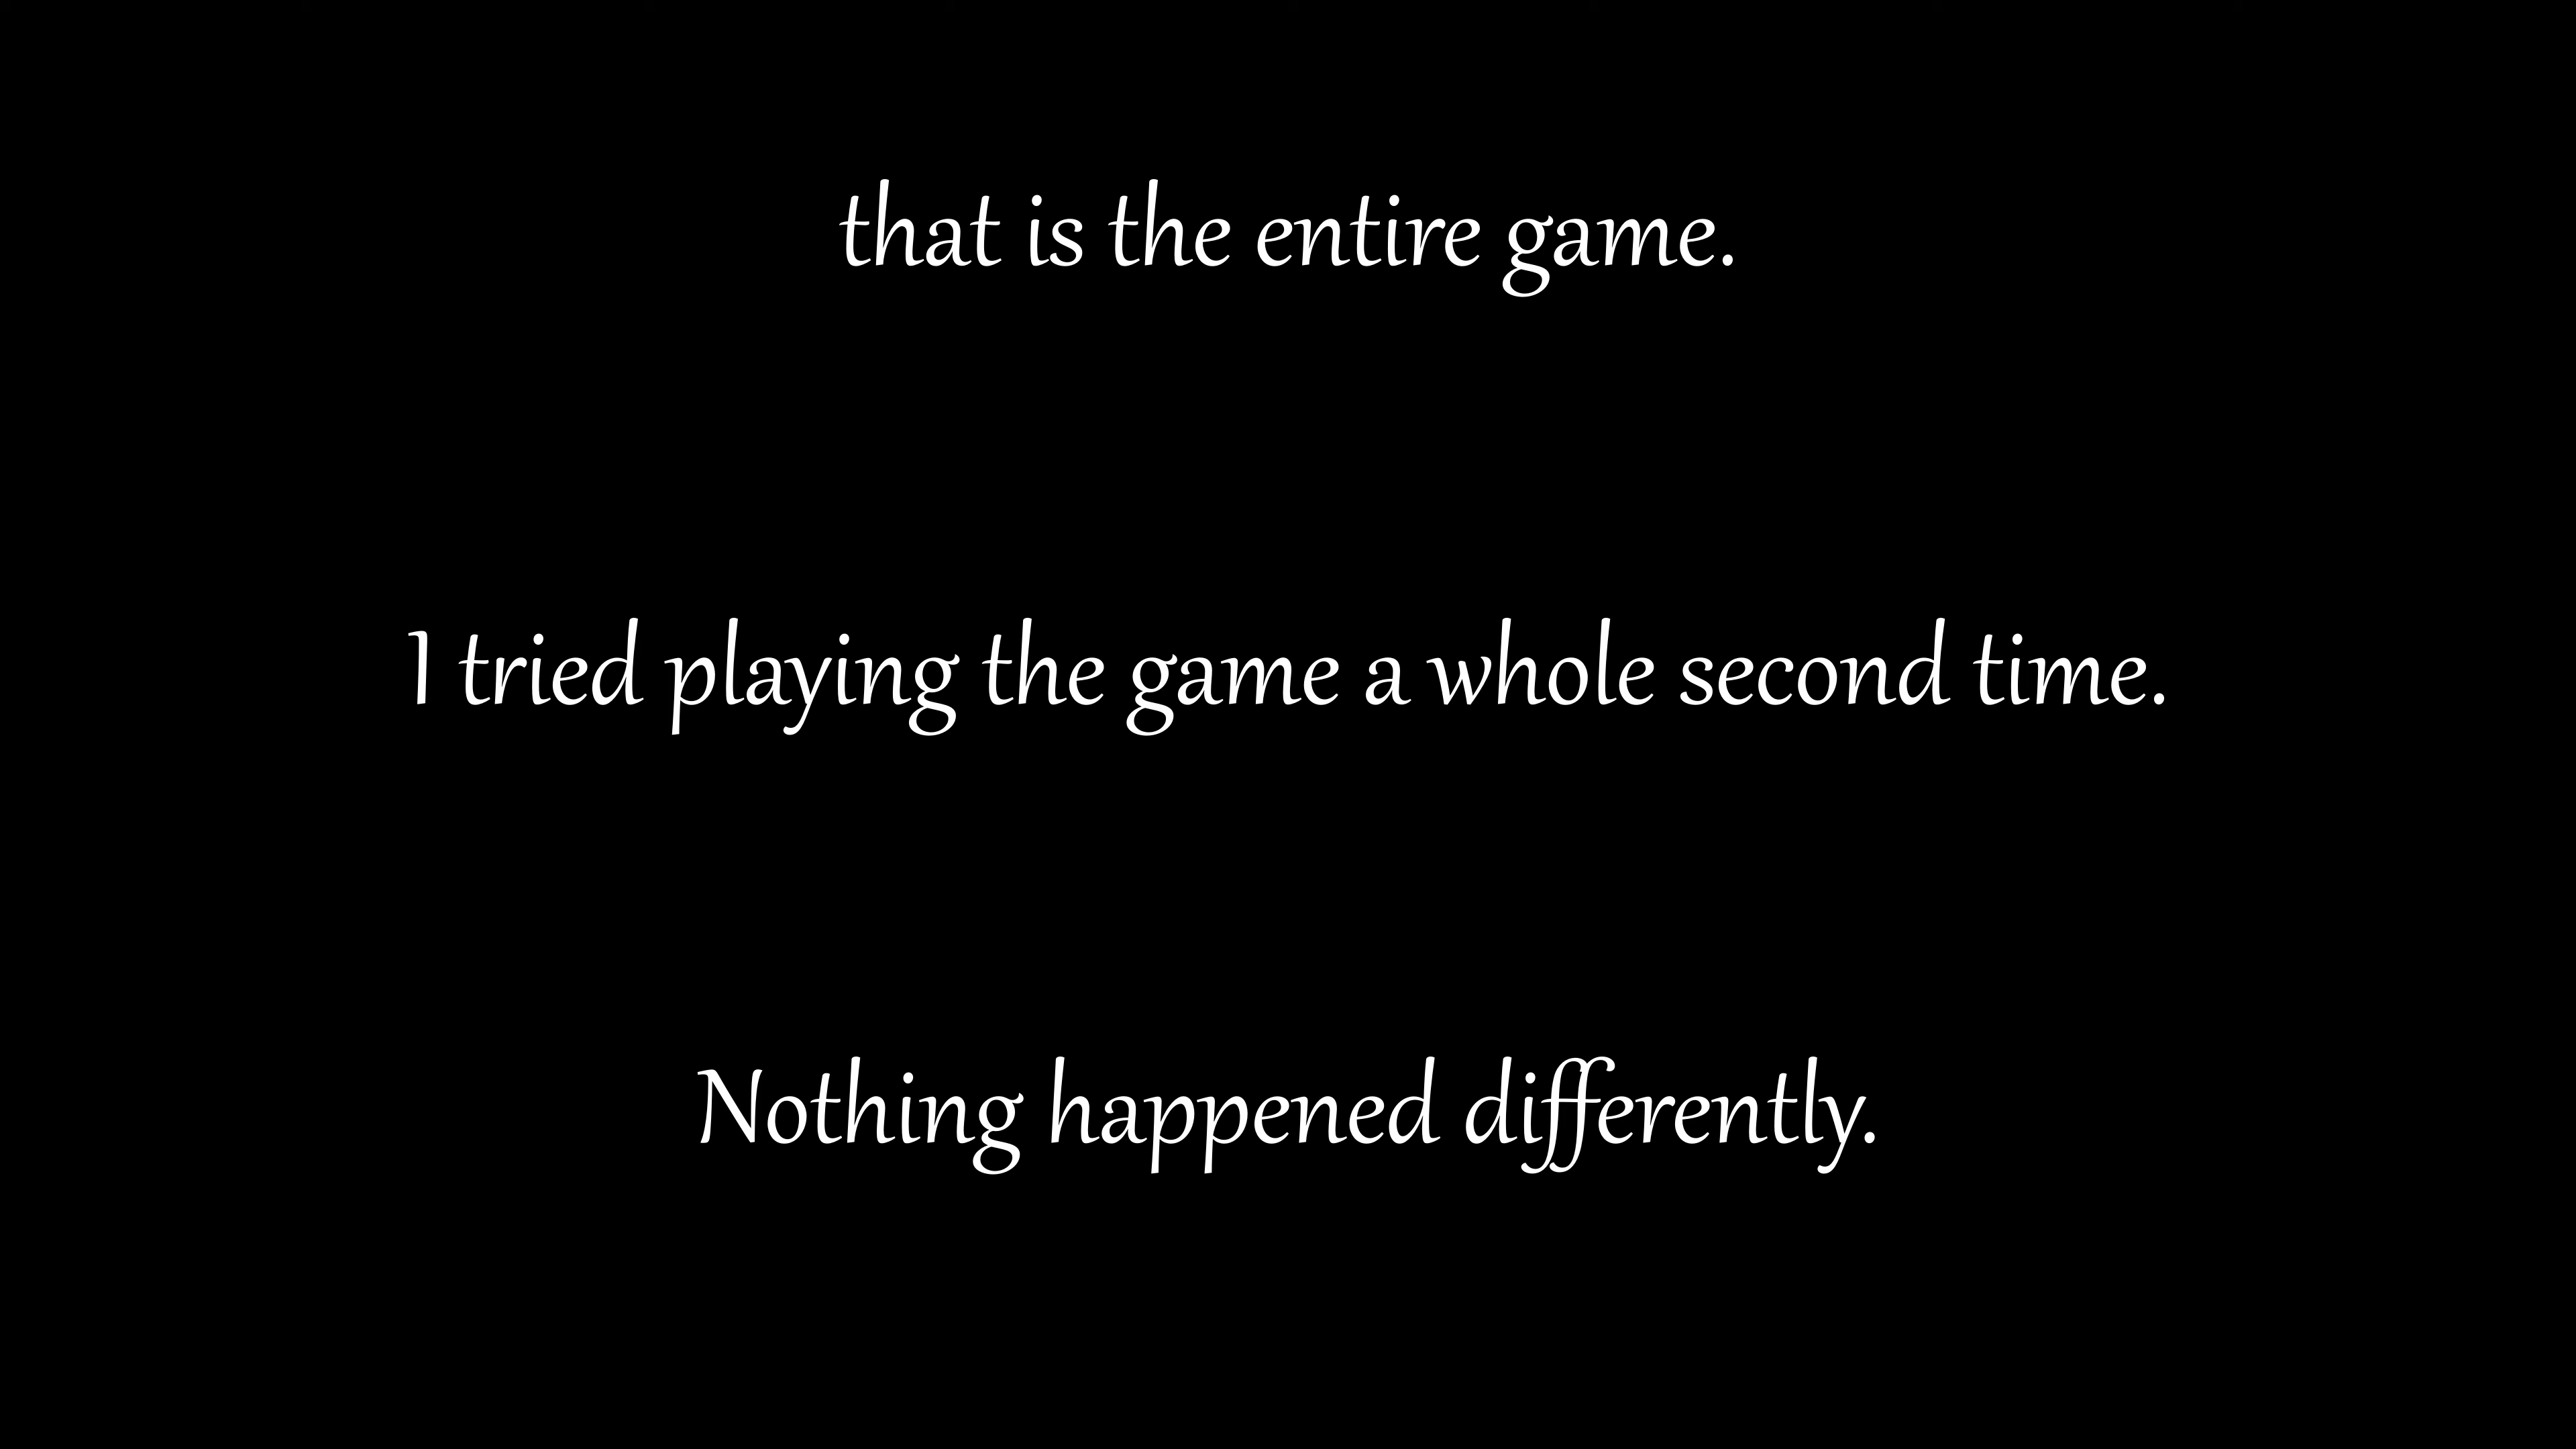 that is the entire game.
I tried playing the game a whole second time.
Nothing happened differently.